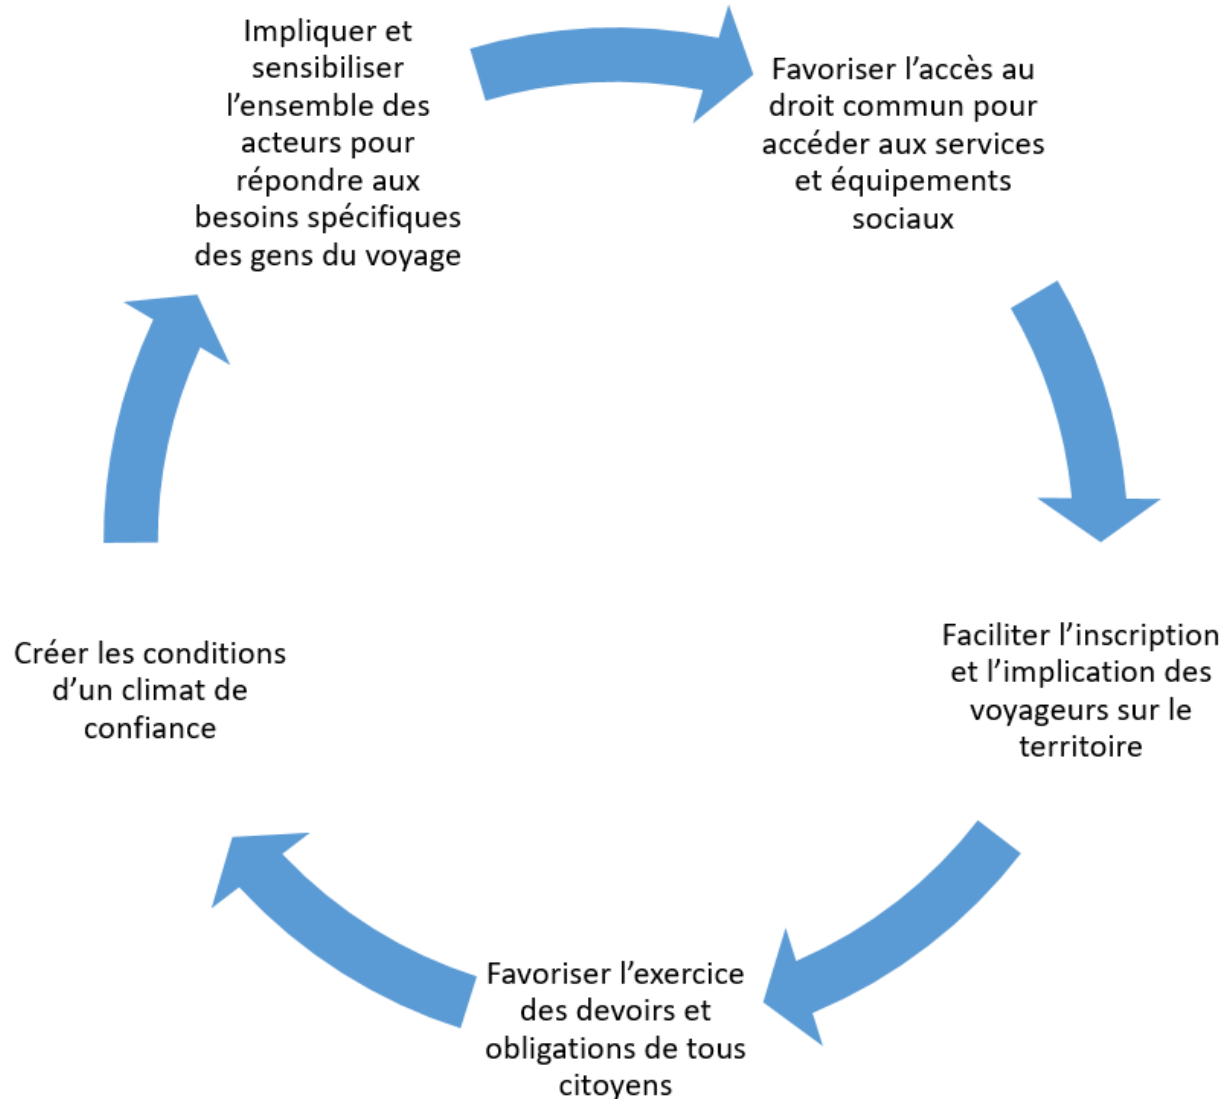 Impliquer et
sensibiliser
l’ensemble des
acteurs pour
répondre aux
besoins spécifiques
des gens du voyage
Favoriser l’accès au
droit commun pour
accéder aux services
et équipements
sociaux
Faciliter l’inscription
et l’implication des
voyageurs sur le
territoire
Favoriser l’exercice
des devoirs et
obligations de tous
citoyens
Créer les conditions
d’un climat de
confiance